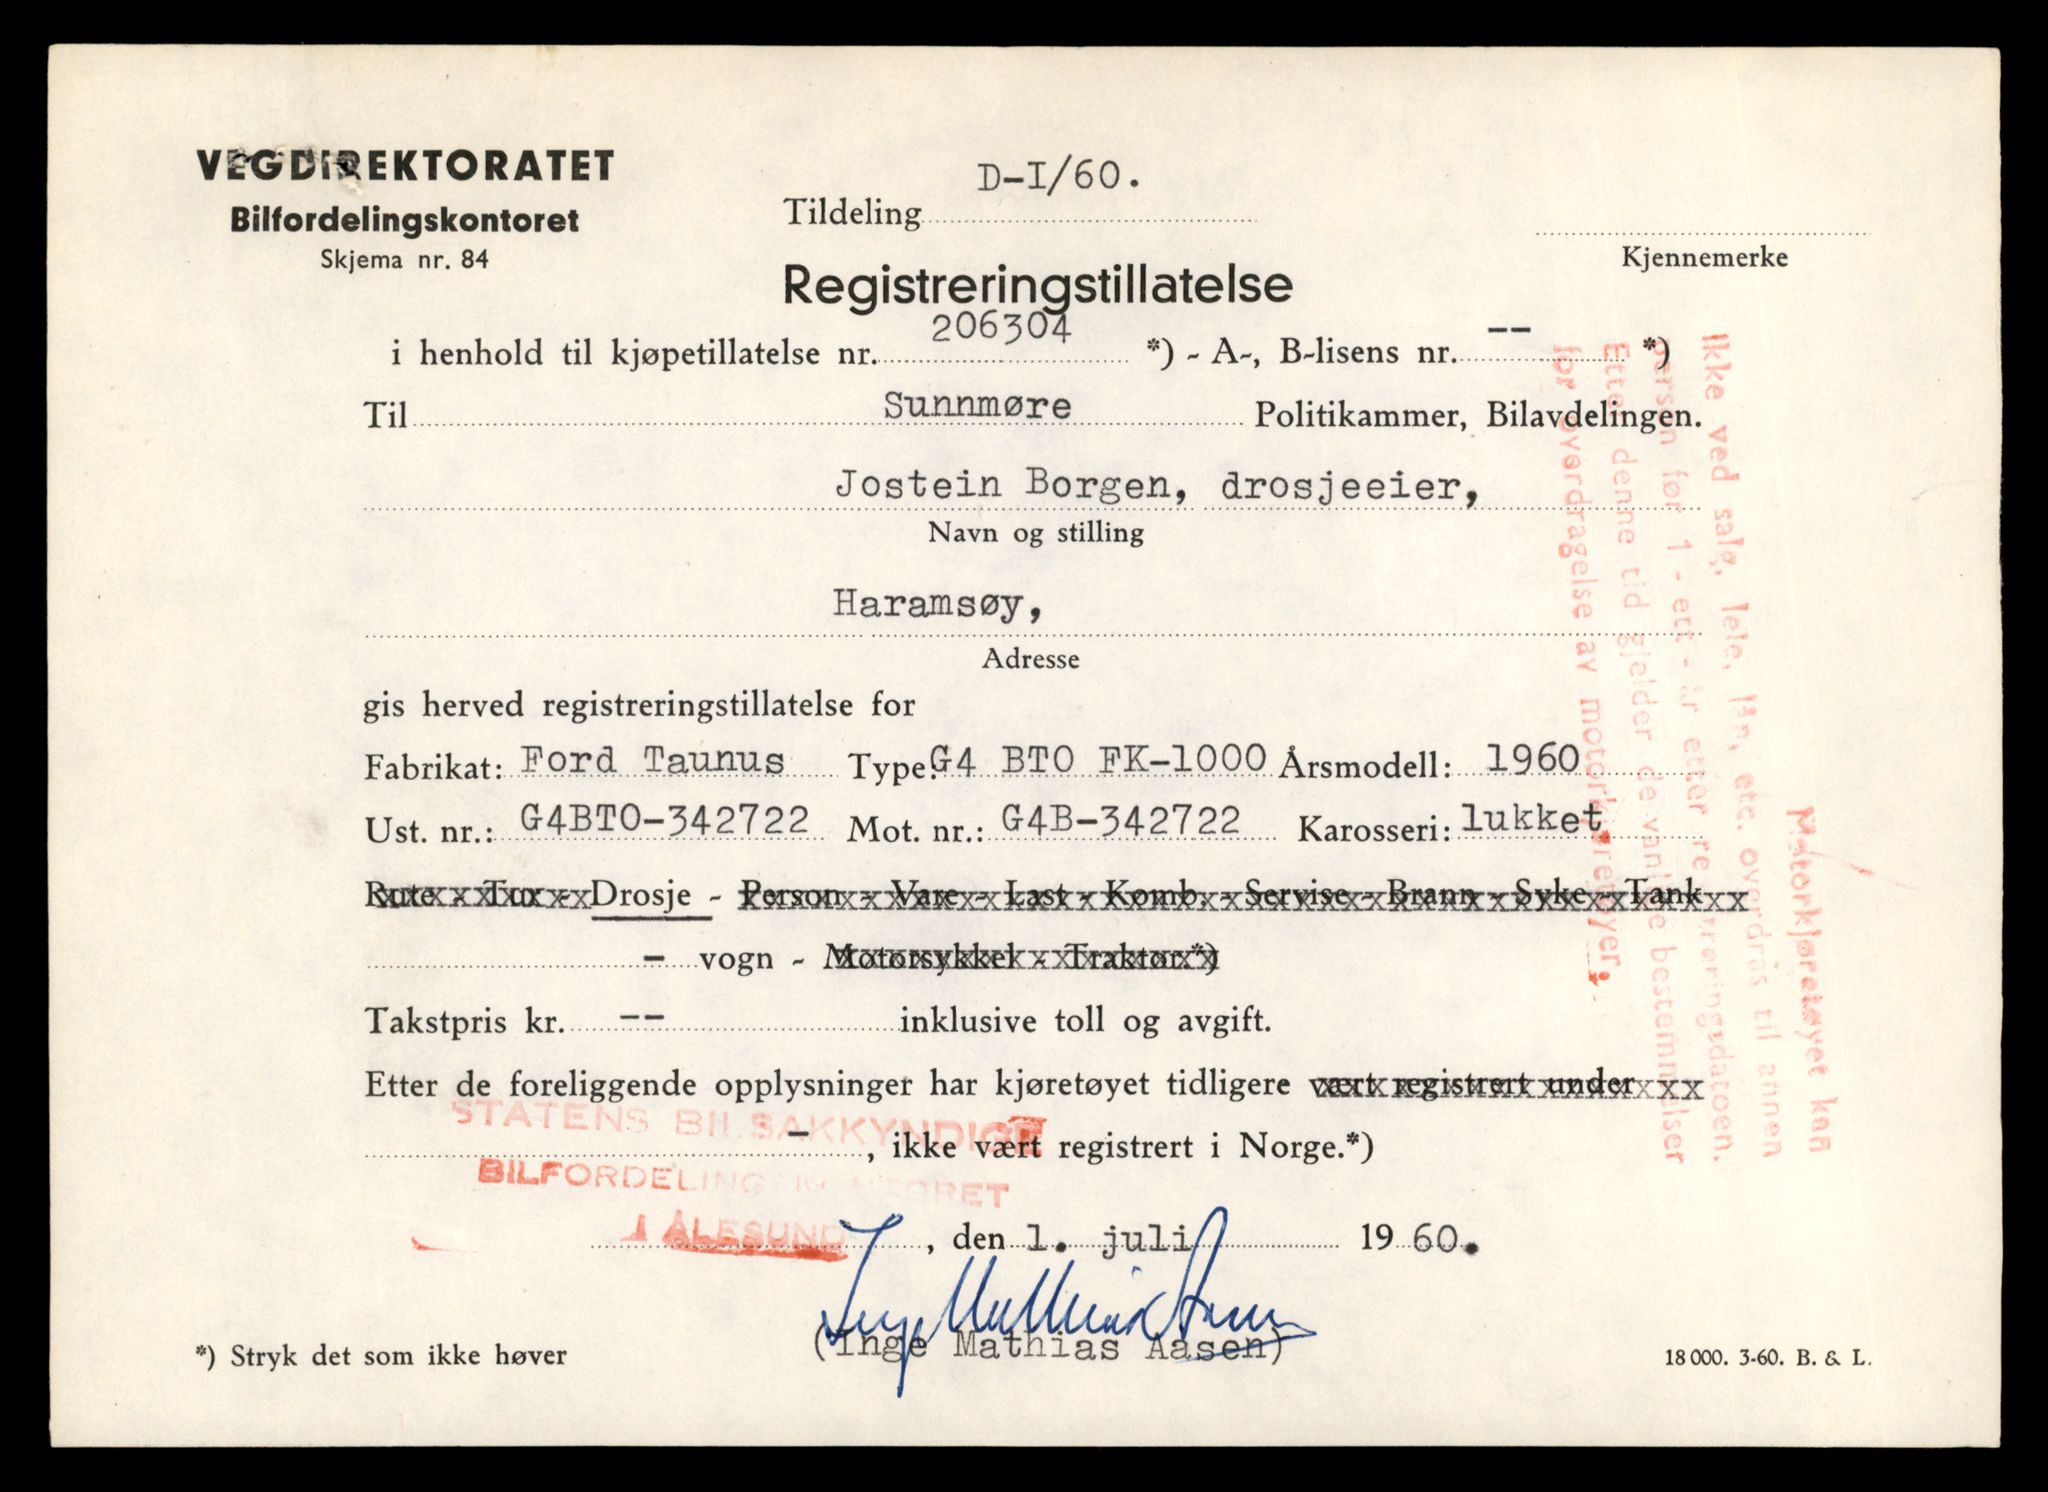 VEGDIREKTORATET
Bilfordelingskontoret
Skjema nr. 84
D-I/60.
Tildeling
Kjennemerke
Registreringstillatelse
i henhold til kjøpetillatelse nr. 206304 *) - A-, B-lisens nr. -- *)
Til Sunnmøre Politikammer, Bilavdelingen.
Jostein Borgen, drosjeeier,
Navn og stilling
Haramsøy,
Adresse
gis herved registreringstillatelse for
Fabrikat: Ford Taunus Type: G4 BTO FK-1000 Årsmodell: 1960
Ust. nr.: G4BTO-342722 Mot. nr.: G4B-342722 Karosseri: lukket
Rute - Tur - Drosje - Person - Vare - Last - Komb. - Servise - Brann - Syke - Tank
- vogn - Motorsykkel - Traktor.*)
Takstpris kr. -- inklusive toll og avgift.
Etter de foreliggende opplysninger har kjøretøyet tidligere vært registrert under
-, ikke vært registrert i Norge.*)
STATENS BILSAKKYNDIGE
BILFORDELINGSKONTORET
I ÅLESUND, den 1. juli 1960.
Inge Mathias Aasen
(Inge Mathias Aasen)
*) Stryk det som ikke høver
18 000. 3-60. B. & L.
Motorkjøretøyet kan
ikke ved salg, leie, lån, etc. overdras til annen
person før 1 - ett - år etter registreringsdatoen.
Etter denne tid gjelder de vanlige bestemmelser
for overdragelse av motorkjøretøyer.